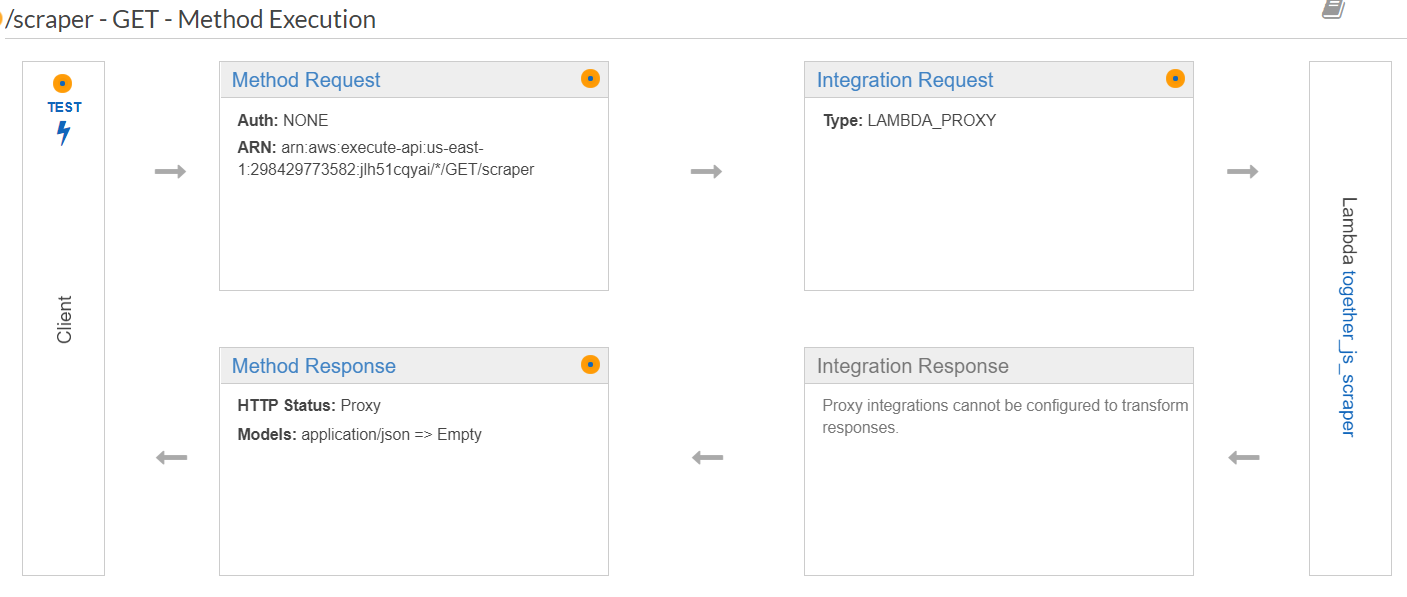 /scraper - GET - Method Execution
TEST
Client
Method Request
Auth: NONE
ARN: arn:aws:execute-api:us-east-
1:298429773582:jlh51cqyai/*/GET/scraper
Integration Request
Type: LAMBDA_PROXY
Lambda together_js_scraper
Method Response
HTTP Status: Proxy
Models: application/json => Empty
Integration Response
Proxy integrations cannot be configured to transform
responses.